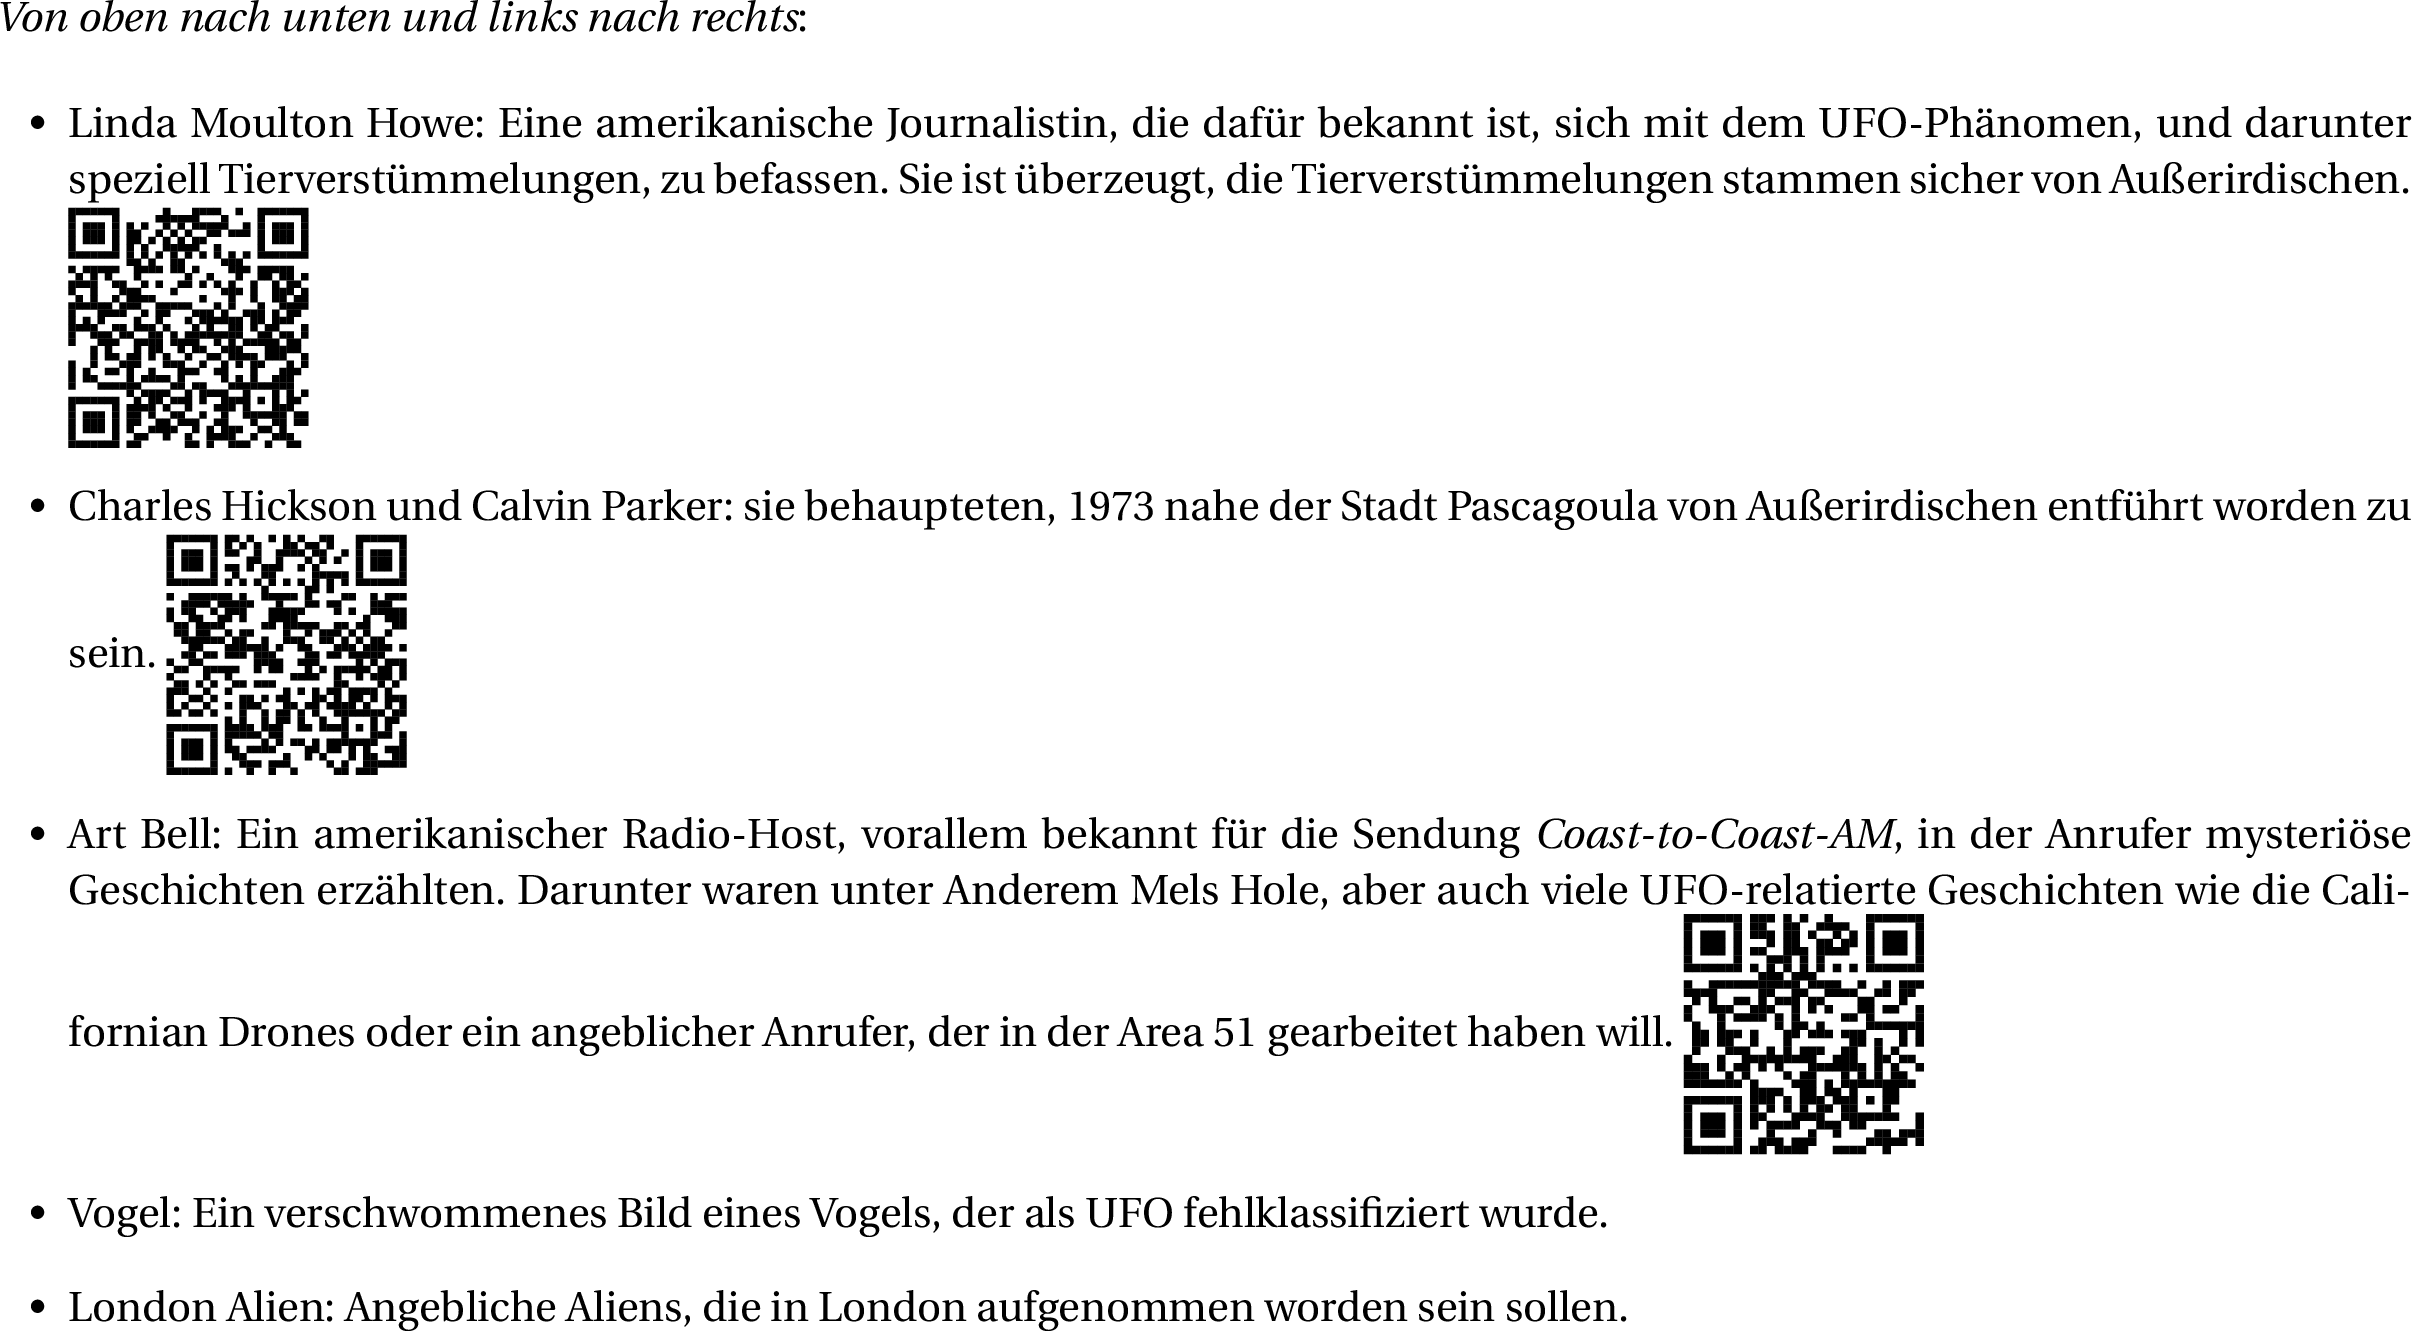 Von oben nach unten und links nach rechts:
• Linda Moulton Howe: Eine amerikanische Journalistin, die dafür bekannt ist, sich mit dem UFO-Phänomen, und darunter
speziell Tierverstümmelungen, zu befassen. Sie ist überzeugt, die Tierverstümmelungen stammen sicher von Außerirdischen.
• Charles Hickson und Calvin Parker: sie behaupteten, 1973 nahe der Stadt Pascagoula von Außerirdischen entführt worden zu
sein.
• Art Bell: Ein amerikanischer Radio-Host, vorallem bekannt für die Sendung Coast-to-Coast-AM, in der Anrufer mysteriöse
Geschichten erzählten. Darunter waren unter Anderem Mels Hole, aber auch viele UFO-relatierte Geschichten wie die Cali-
fornian Drones oder ein angeblicher Anrufer, der in der Area 51 gearbeitet haben will.
• Vogel: Ein verschwommenes Bild eines Vogels, der als UFO fehlklassifiziert wurde.
• London Alien: Angebliche Aliens, die in London aufgenommen worden sein sollen.